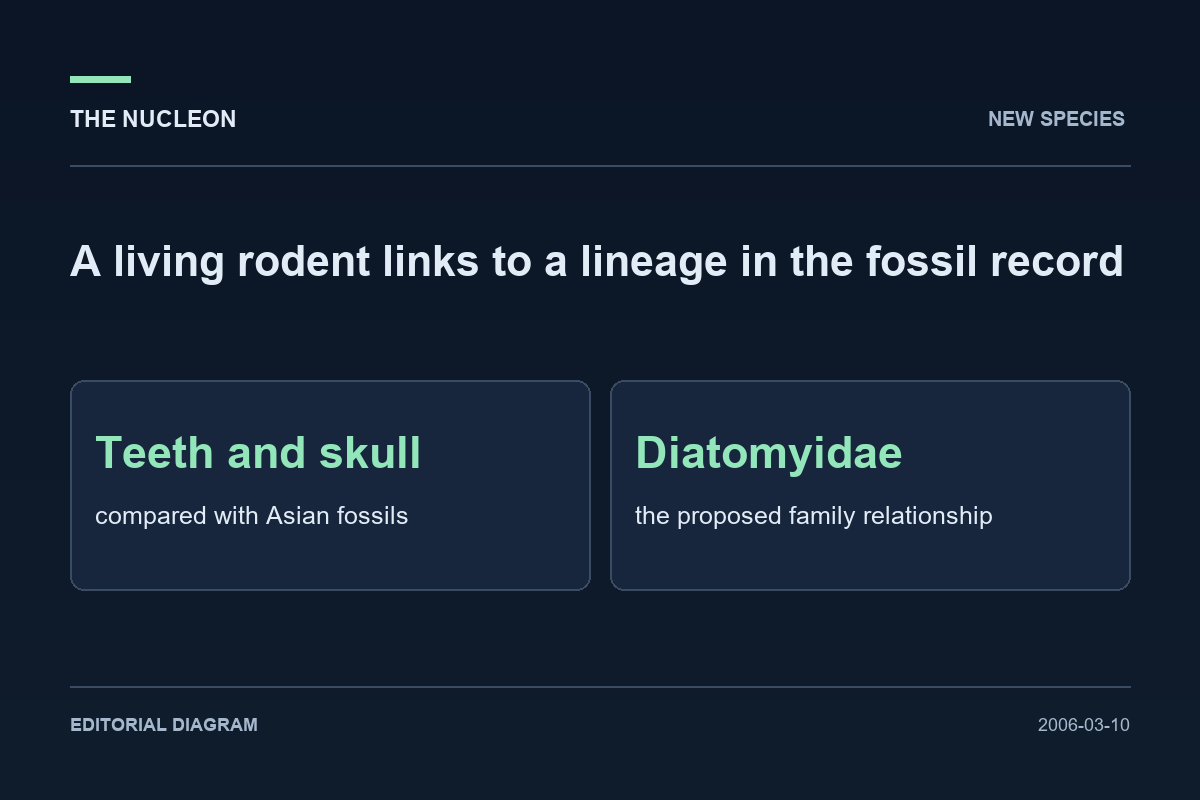 THE NUCLEON
NEW SPECIES
A living rodent links to a lineage in the fossil record
Teeth and skull
compared with Asian fossils
Diatomyidae
the proposed family relationship
EDITORIAL DIAGRAM
2006-03-10